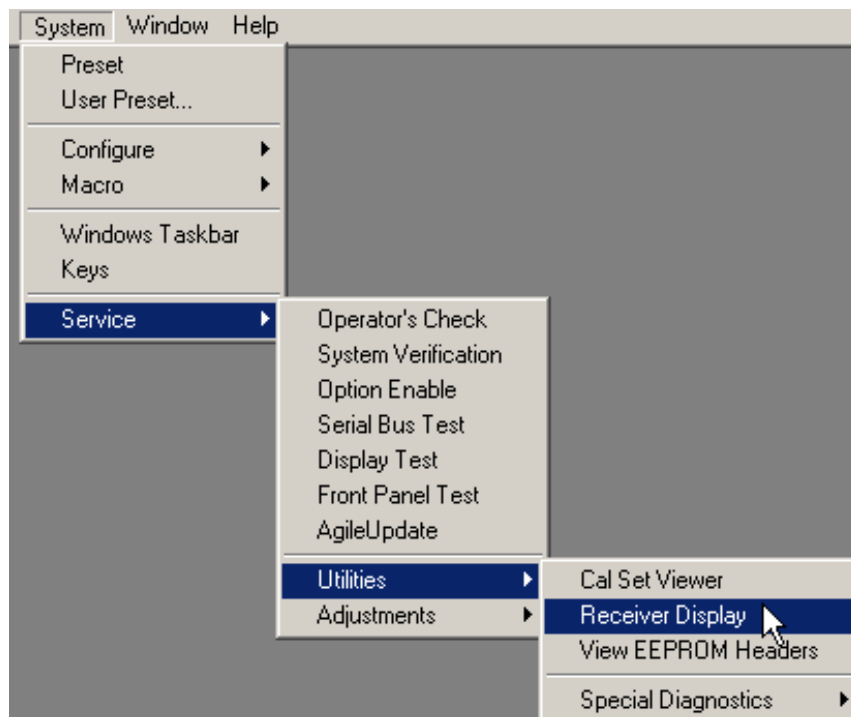 System Window Help
Preset
User Preset...
Configure
Macro
Windows Taskbar
Keys
Service
Operator's Check
System Verification
Option Enable
Serial Bus Test
Display Test
Front Panel Test
AgileUpdate
Utilities
Adjustments
Cal Set Viewer
Receiver Display
View EEPROM Headers
Special Diagnostics